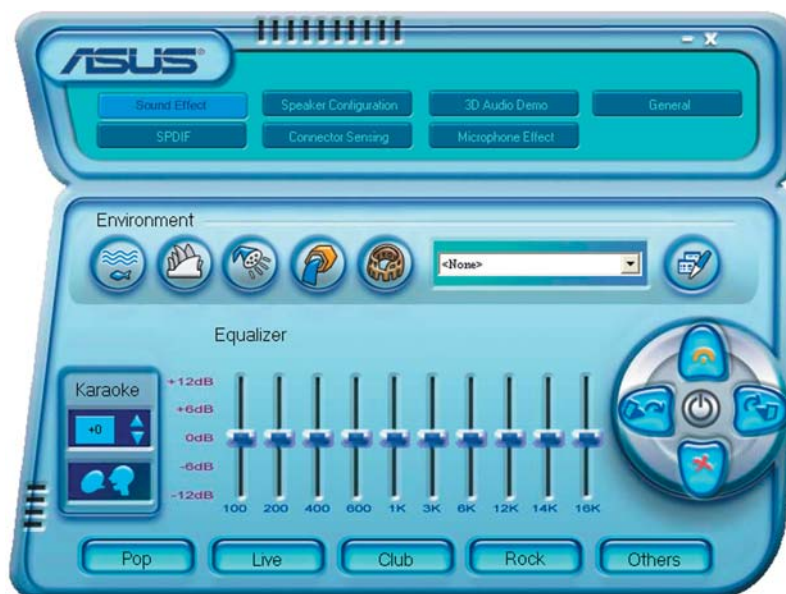 ASUS®
Sound Effect Speaker Configuration 3D Audio Demo General
SPDIF Connector Sensing Microphone Effect
Environment
<None>
Equalizer
Karaoke
+0
+12dB
+6dB
0dB
-6dB
-12dB
100 200 400 600 1K 3K 6K 12K 14K 16K
Pop Live Club Rock Others